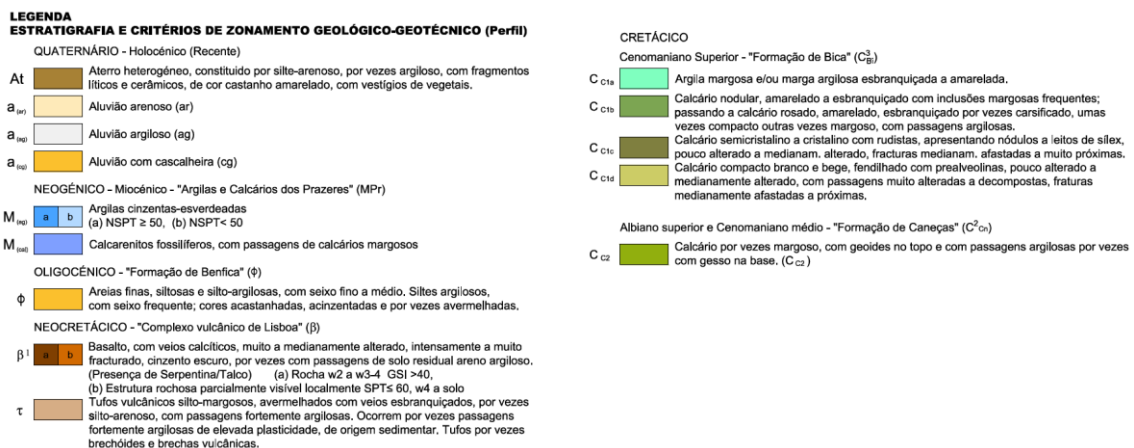 LEGENDA
ESTRATIGRAFIA E CRITÉRIOS DE ZONAMENTO GEOLÓGICO-GEOTÉCNICO (Perfil)
QUATERNÁRIO - Holocénico (Recente)
At
Aterro heterogéneo, constituido por silte-arenoso, por vezes argiloso, com fragmentos
líticos e cerâmicos, de cor castanho amarelado, com vestígios de vegetais.
a (ar)
Aluvião arenoso (ar)
a (ag)
Aluvião argiloso (ag)
a (cg)
Aluvião com cascalheira (cg)
NEOGÉNICO - Miocénico - "Argilas e Calcários dos Prazeres" (MPr)
M (ag)
a b
Argilas cinzentas-esverdeadas
(a) NSPT ≥ 50, (b) NSPT< 50
M (cal)
Calcarenitos fossilíferos, com passagens de calcários margosos
OLIGOCÉNICO - "Formação de Benfica" (ϕ)
ϕ
Areias finas, siltosas e silto-argilosas, com seixo fino a médio. Siltes argilosos,
com seixo frequente; cores acastanhadas, acinzentadas e por vezes avermelhadas.
NEOCRETÁCICO - "Complexo vulcânico de Lisboa" (β)
β 1
a b
Basalto, com veios calcíticos, muito a medianamente alterado, intensamente a muito
fracturado, cinzento escuro, por vezes com passagens de solo residual areno argiloso.
(Presença de Serpentina/Talco) (a) Rocha w2 a w3-4 GSI >40,
(b) Estrutura rochosa parcialmente visível localmente SPT≤ 60, w4 a solo
τ
Tufos vulcânicos silto-margosos, avermelhados com veios esbranquiçados, por vezes
silto-arenoso, com passagens fortemente argilosas. Ocorrem por vezes passagens
fortemente argilosas de elevada plasticidade, de origem sedimentar. Tufos por vezes
brechóides e brechas vulcânicas.
CRETÁCICO
Cenomaniano Superior - "Formação de Bica" (C³Bi)
C C1a
Argila margosa e/ou marga argilosa esbranquiçada a amarelada.
C C1b
Calcário nodular, amarelado a esbranquiçado com inclusões margosas frequentes;
passando a calcário rosado, amarelado, esbranquiçado por vezes carsificado, umas
vezes compacto outras vezes margoso, com passagens argilosas.
C C1c
Calcário semicristalino a cristalino com rudistas, apresentando nódulos a leitos de sílex,
pouco alterado a medianam. alterado, fracturas medianam. afastadas a muito próximas.
C C1d
Calcário compacto branco e bege, fendilhado com prealveolinas, pouco alterado a
medianamente alterado, com passagens muito alteradas a decompostas, fraturas
medianamente afastadas a próximas.
Albiano superior e Cenomaniano médio - "Formação de Caneças" (C²Cn)
C C2
Calcário por vezes margoso, com geoides no topo e com passagens argilosas por vezes
com gesso na base. (C C2)